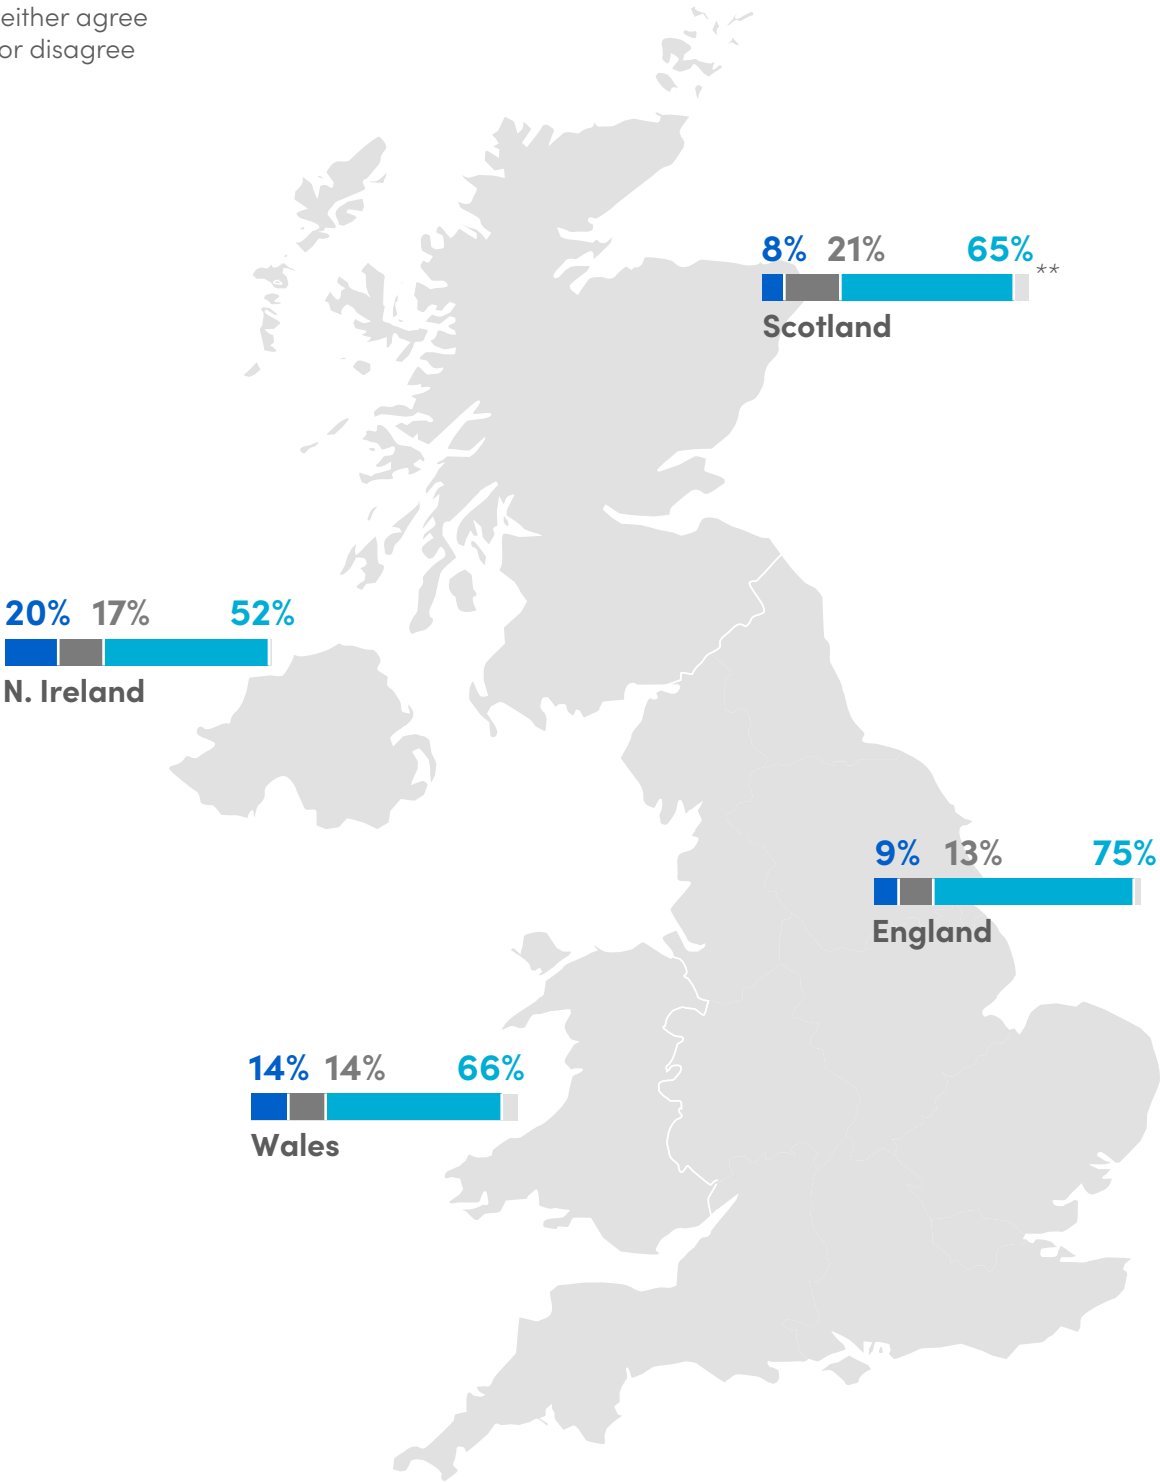 either agree
or disagree
8% 21% 65%
**
Scotland
20% 17% 52%
N. Ireland
9% 13% 75%
England
14% 14% 66%
Wales